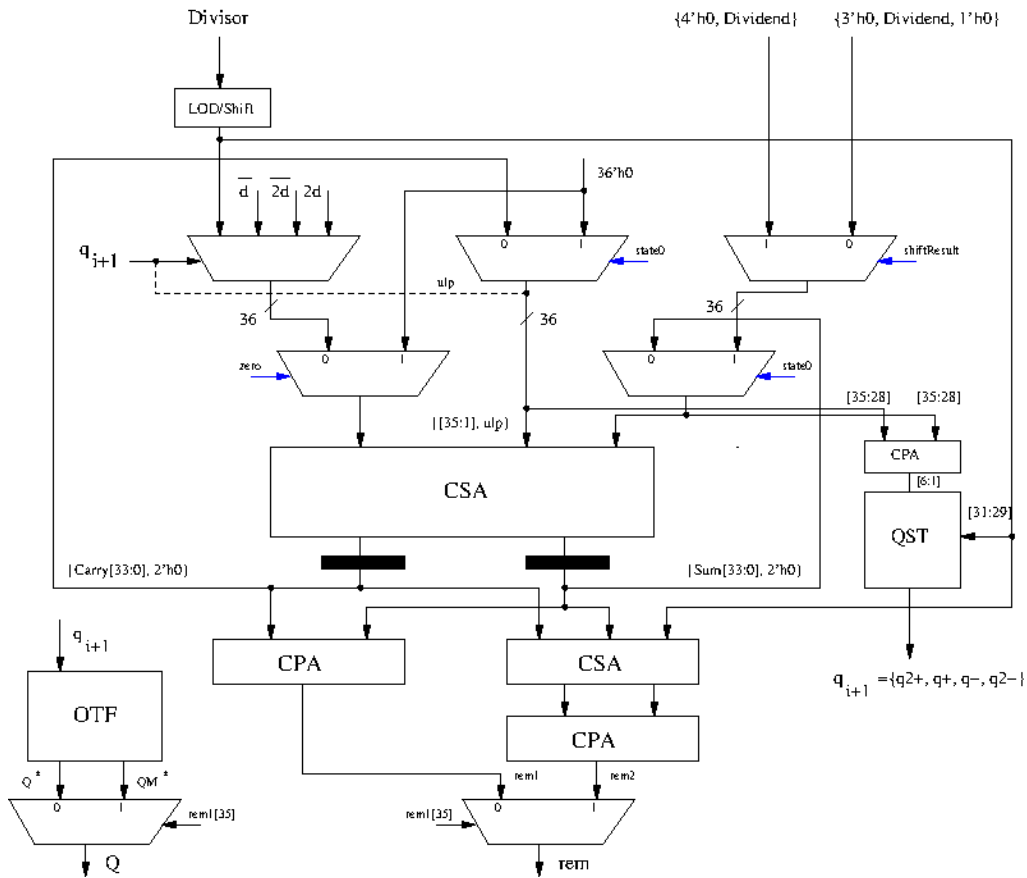 Divisor
{4'h0, Dividend}
{3'h0, Dividend, 1'h0}
LOD/Shift
36'h0
d
2d
2d
0
1
1
0
q i+1
state0
shiftResult
ulp
36
36
36
0
1
0
1
zero
state0
[35:28]
[35:28]
|[35:1], ulp}
CPA
[6:1]
CSA
QST
[31:29]
|Carry[33:0], 2'h0}
|Sum[33:0], 2'h0}
q i+1
CPA
CSA
q i+1 ={q2+, q+, q−, q2−}
OTF
CPA
Q*
QM*
rem1
rem2
0
1
rem1[35]
0
1
rem1[35]
Q
rem